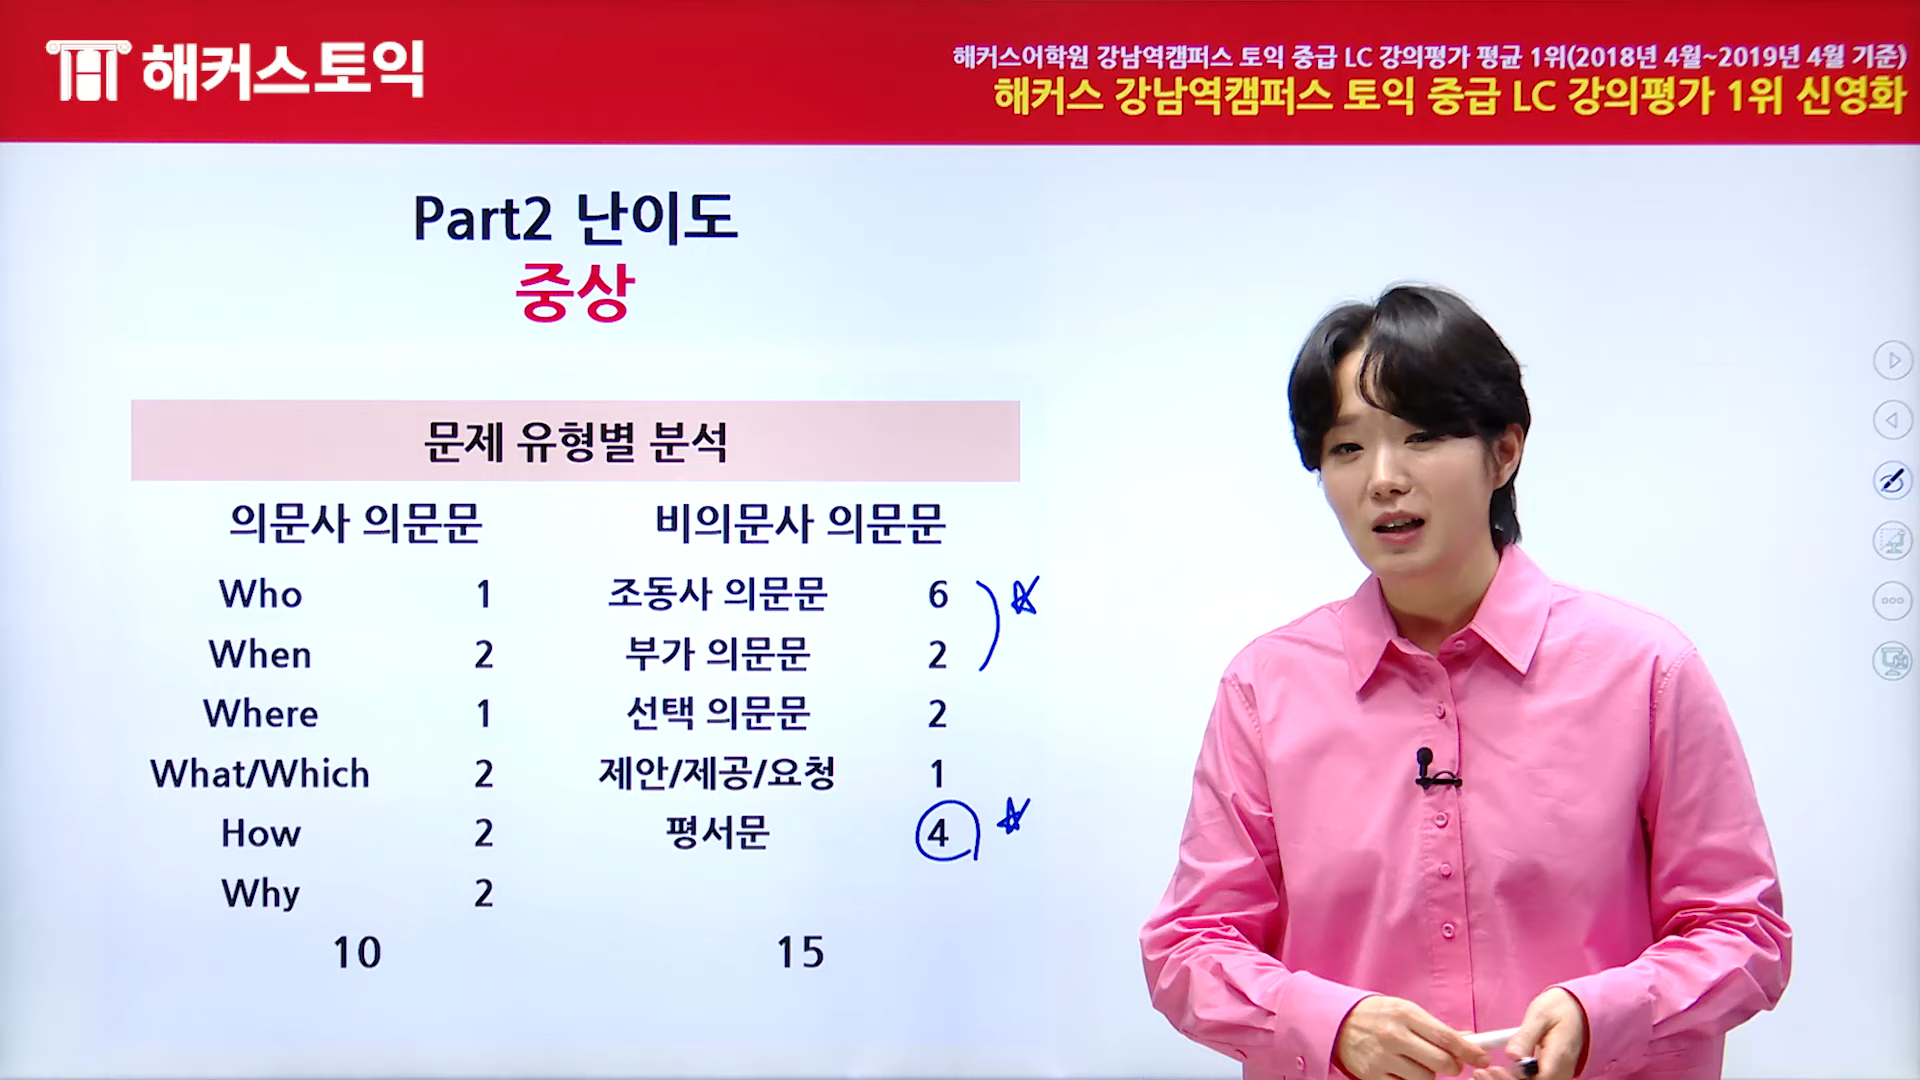 해커스토익
해커스어학원 강남역캠퍼스 토익 중급 LC 강의평가 평균 1위(2018년 4월~2019년 4월 기준)
해커스 강남역캠퍼스 토익 중급 LC 강의평가 1위 신영화
Part2 난이도
중상
문제 유형별 분석
의문사 의문문 비의문사 의문문
Who 1 조동사 의문문 6
When 2 부가 의문문 2
Where 1 선택 의문문 2
What/Which 2 제안/제공/요청 1
How 2 평서문 4
Why 2
10 15